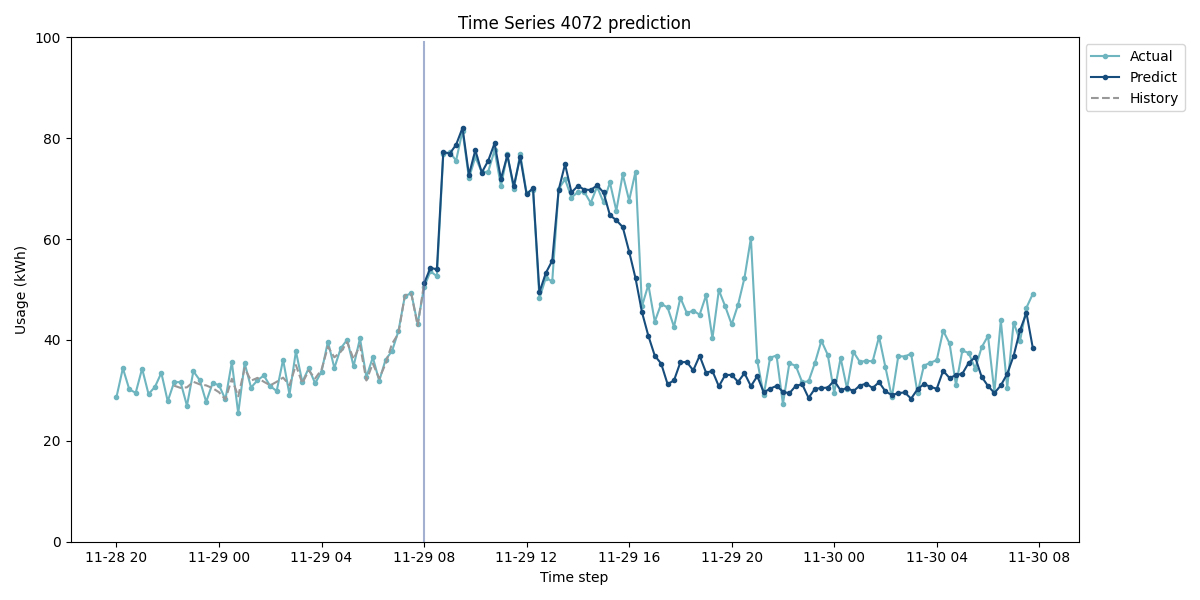 Time Series 4072 prediction
Usage (kWh)
100
80
60
40
20
0
11-28 20
11-29 00
11-29 04
11-29 08
11-29 12
11-29 16
11-29 20
11-30 00
11-30 04
11-30 08
Time step
Actual
Predict
History